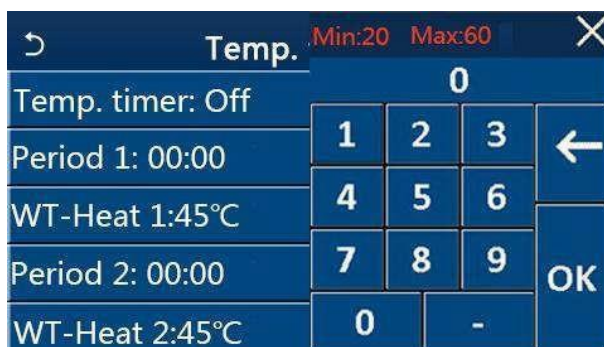 Temp.
Temp. timer: Off
Period 1: 00:00
WT-Heat 1:45℃
Period 2: 00:00
WT-Heat 2:45℃
Min:20 Max:60
0
1 2 3
4 5 6
7 8 9
OK
0 -